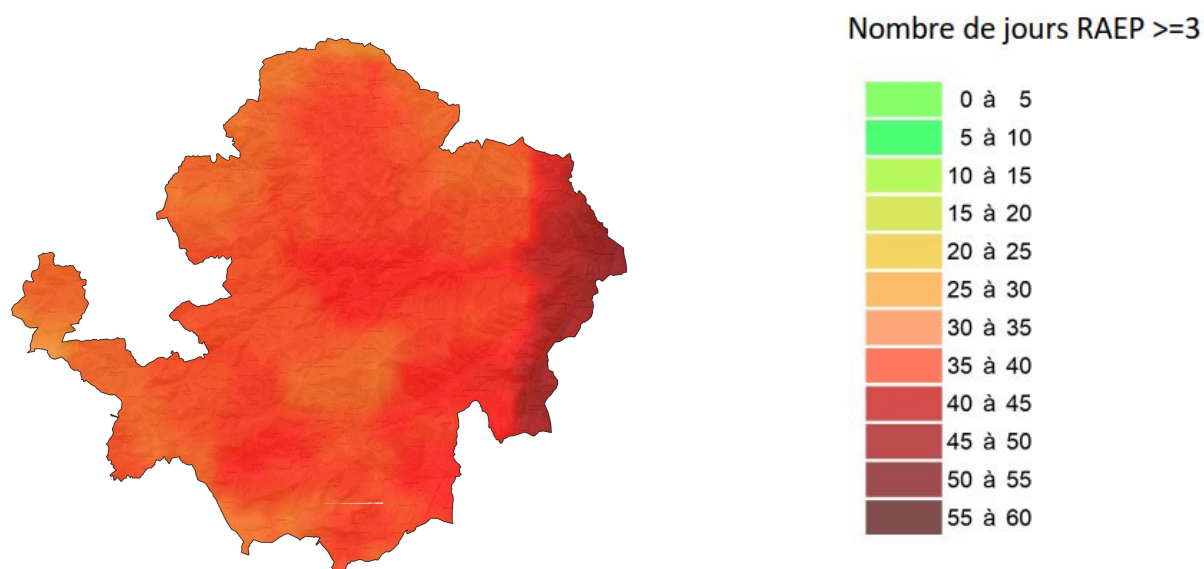 Nombre de jours RAEP >=3
0 à 5
5 à 10
10 à 15
15 à 20
20 à 25
25 à 30
30 à 35
35 à 40
40 à 45
45 à 50
50 à 55
55 à 60